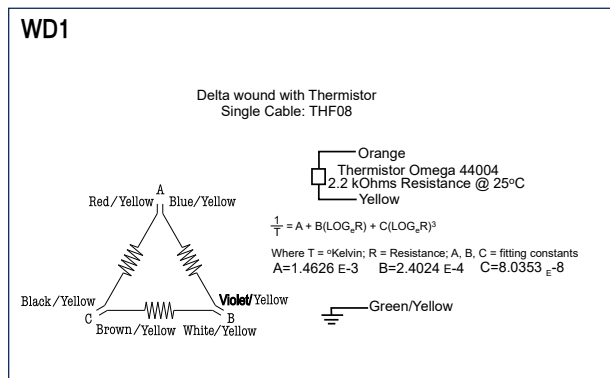 WD1
Delta wound with Thermistor
Single Cable: THF08
Orange
Thermistor Omega 44004
2.2 kOhms Resistance @ 25°C
Yellow
A
Red/Yellow Blue/Yellow
1/T = A + B(LOGeR) + C(LOGeR)³
Where T = °Kelvin; R = Resistance; A, B, C = fitting constants
A=1.4626 E-3 B=2.4024 E-4 C=8.0353 E-8
Black/Yellow Violet/Yellow
C B
Brown/Yellow White/Yellow
Green/Yellow